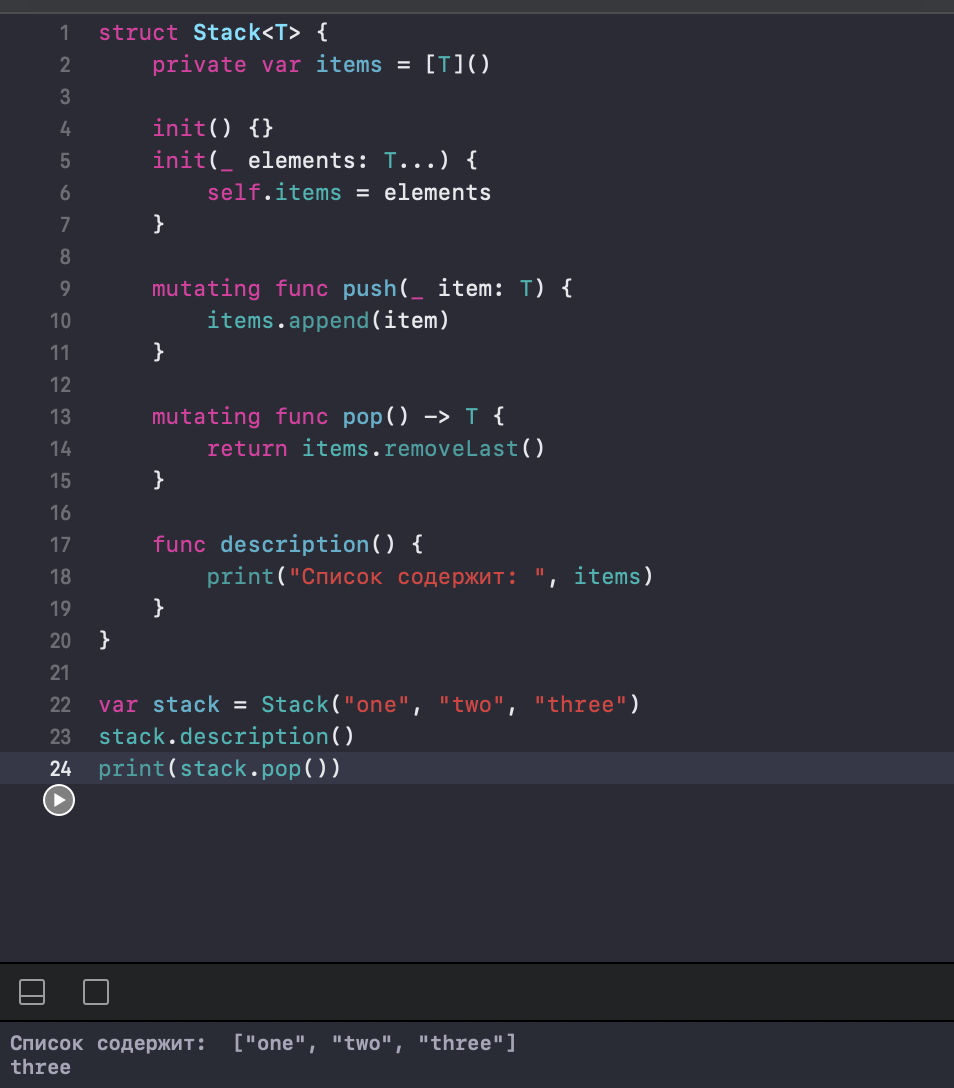 1 struct Stack<T> {
2     private var items = [T]()
3
4     init() {}
5     init(_ elements: T...) {
6         self.items = elements
7     }
8
9     mutating func push(_ item: T) {
10         items.append(item)
11     }
12
13     mutating func pop() -> T {
14         return items.removeLast()
15     }
16
17     func description() {
18         print("Список содержит: ", items)
19     }
20 }
21
22 var stack = Stack("one", "two", "three")
23 stack.description()
24 print(stack.pop())
Список содержит:  ["one", "two", "three"]
three